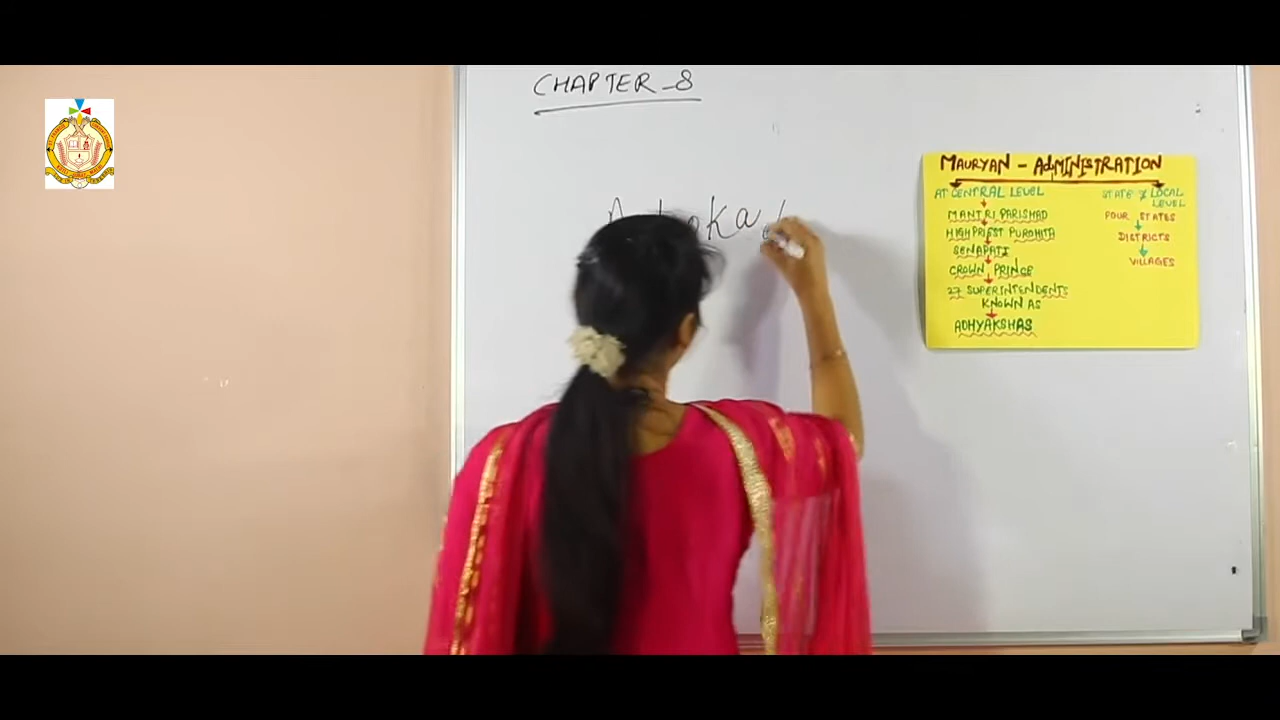 CHAPTER-8
MAURYAN - ADMINISTRATION
AT CENTRAL LEVEL
MANTRI PARISHAD
HIGH PRIEST PUROHITA
SENAPATI
CROWN PRINCE
27 SUPERINTENDENTS
KNOWN AS
ADHYAKSHAS
STATE & LOCAL
LEVEL
FOUR STATES
DISTRICTS
VILLAGES